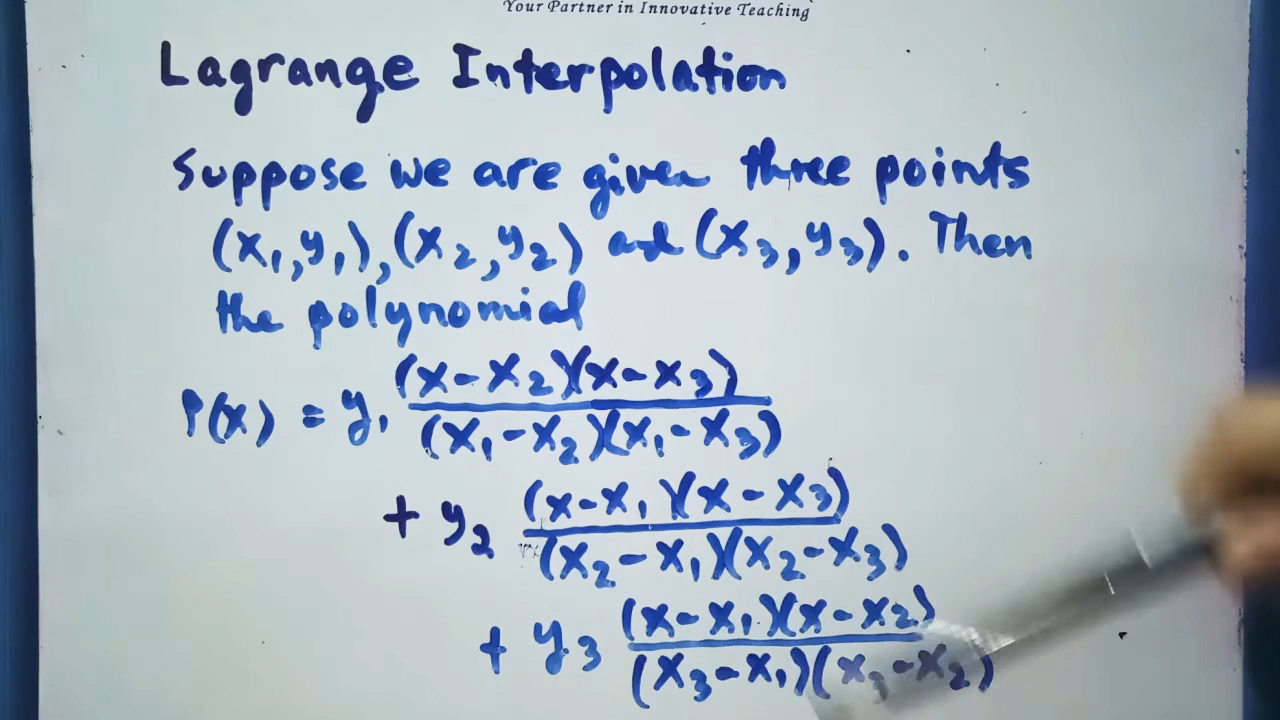 Your Partner in Innovative Teaching
Lagrange Interpolation
Suppose we are given three points
(x₁,y₁),(x₂,y₂) and (x₃,y₃). Then
the polynomial
P(x) = y₁ (x-x₂)(x-x₃)
(x₁-x₂)(x₁-x₃)
+ y₂ (x-x₁)(x-x₃)
(x₂-x₁)(x₂-x₃)
+ y₃ (x-x₁)(x-x₂)
(x₃-x₁)(x₃-x₂)